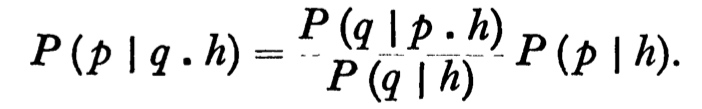 P (p | q . h) = P (q | p . h) / P (q | h) P (p | h).